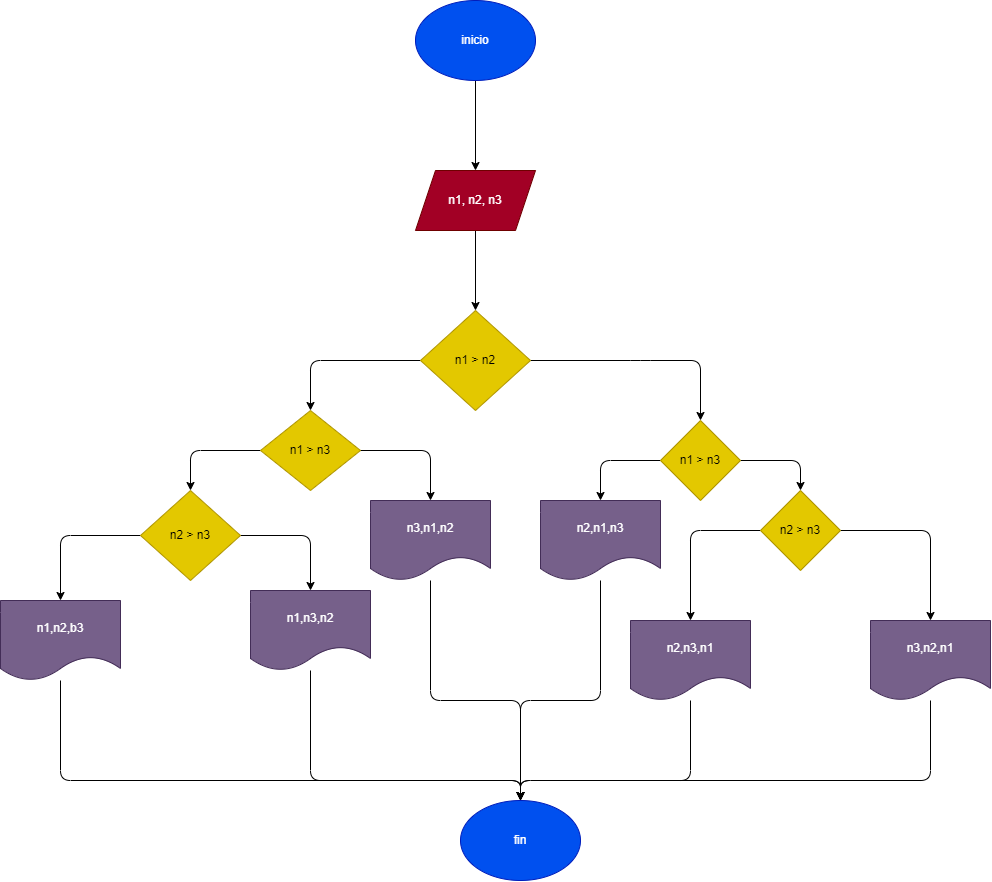 inicio
n1, n2, n3
n1 > n2
n1 > n3
n1 > n3
n2 > n3
n3,n1,n2
n2,n1,n3
n2 > n3
n1,n2,b3
n1,n3,n2
n2,n3,n1
n3,n2,n1
fin